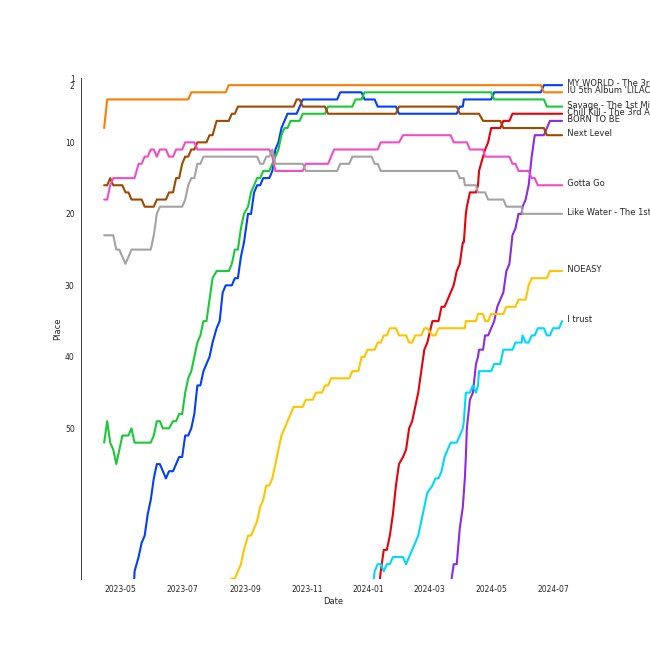 1
2
10
20
30
40
50
Place
2023-05
2023-07
2023-09
2023-11
2024-01
2024-03
2024-05
2024-07
Date
MY WORLD - The 3r
IU 5th Album 'LILAC
Savage - The 1st Mi
Chill Kill - The 3rd A
BORN TO BE
Next Level
Gotta Go
Like Water - The 1st
NOEASY
I trust